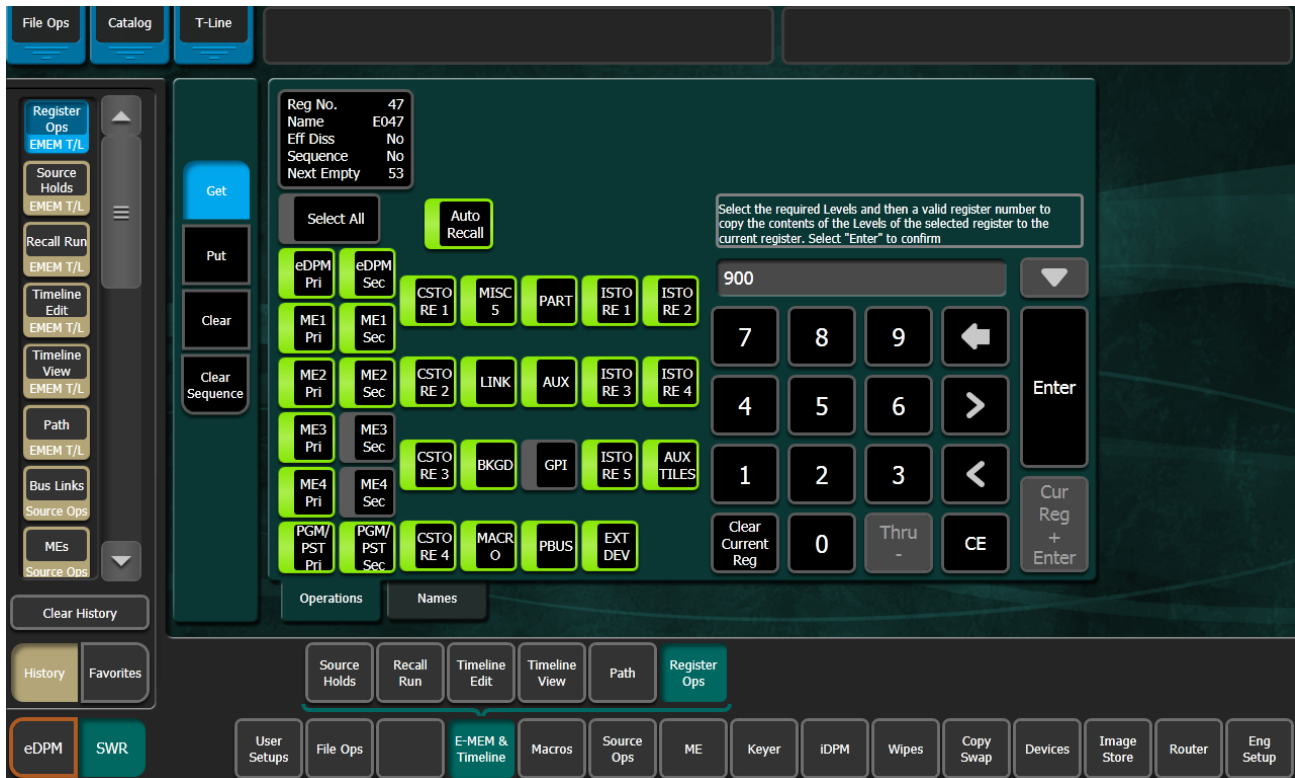 File Ops
Catalog
T-Line
Register
Ops
EMEM T/L
Source
Holds
EMEM T/L
Recall Run
EMEM T/L
Timeline
Edit
EMEM T/L
Timeline
View
EMEM T/L
Path
EMEM T/L
Bus Links
Source Ops
MEs
Source Ops
Clear History
History
Favorites
eDPM
SWR
Get
Put
Clear
Clear
Sequence
Reg No. 47
Name E047
Eff Diss No
Sequence No
Next Empty 53
Select All
Auto
Recall
eDPM
Pri
eDPM
Sec
ME1
Pri
ME1
Sec
ME2
Pri
ME2
Sec
ME3
Pri
ME3
Sec
ME4
Pri
ME4
Sec
PGM/
PST
Pri
PGM/
PST
Sec
CSTO
RE 1
MISC
5
PART
ISTO
RE 1
ISTO
RE 2
CSTO
RE 2
LINK
AUX
ISTO
RE 3
ISTO
RE 4
CSTO
RE 3
BKGD
GPI
ISTO
RE 5
AUX
TILES
CSTO
RE 4
MACR
O
PBUS
EXT
DEV
Select the required Levels and then a valid register number to
copy the contents of the Levels of the selected register to the
current register. Select "Enter" to confirm
900
7
8
9
4
5
6
>
Enter
1
2
3
<
Clear
Current
Reg
0
Thru
-
CE
Cur
Reg
+
Enter
Operations
Names
Source
Holds
Recall
Run
Timeline
Edit
Timeline
View
Path
Register
Ops
User
Setups
File Ops
E-MEM &
Timeline
Macros
Source
Ops
ME
Keyer
iDPM
Wipes
Copy
Swap
Devices
Image
Store
Router
Eng
Setup